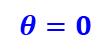 θ = 0